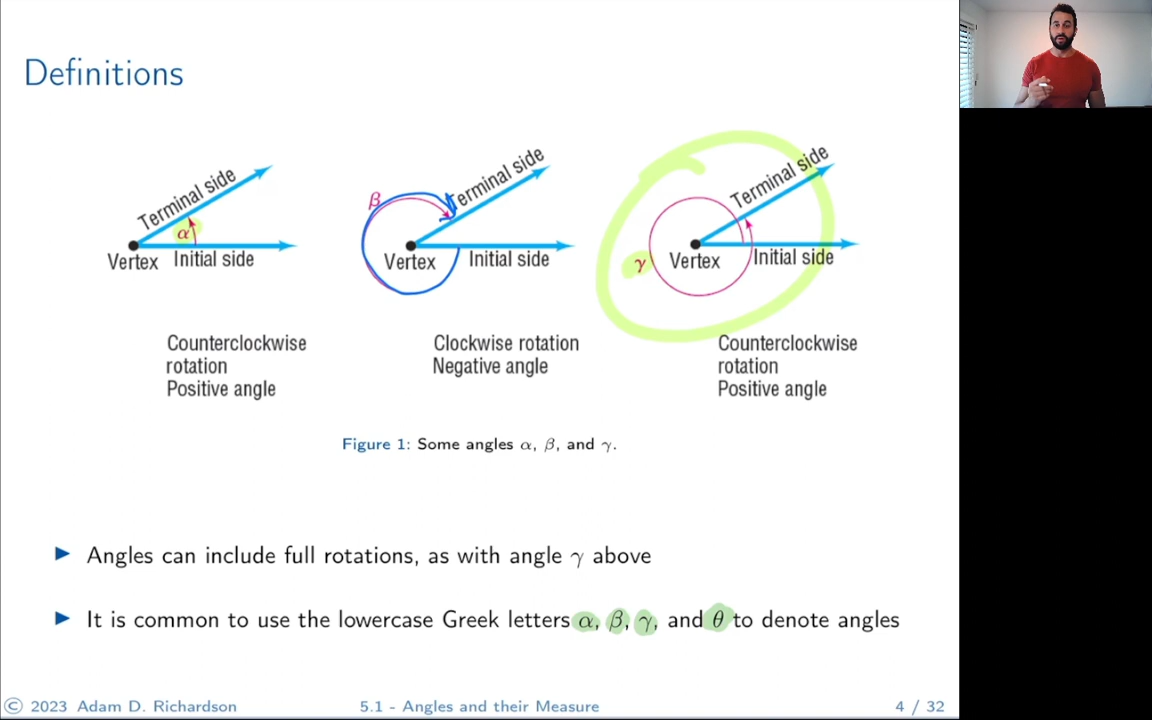 Definitions
Terminal side
α
Vertex Initial side
Counterclockwise
rotation
Positive angle
β
Terminal side
Vertex Initial side
Clockwise rotation
Negative angle
Terminal side
γ Vertex Initial side
Counterclockwise
rotation
Positive angle
Figure 1: Some angles α, β, and γ.
▶ Angles can include full rotations, as with angle γ above
▶ It is common to use the lowercase Greek letters α, β, γ, and θ to denote angles
© 2023 Adam D. Richardson 5.1 - Angles and their Measure 4 / 32